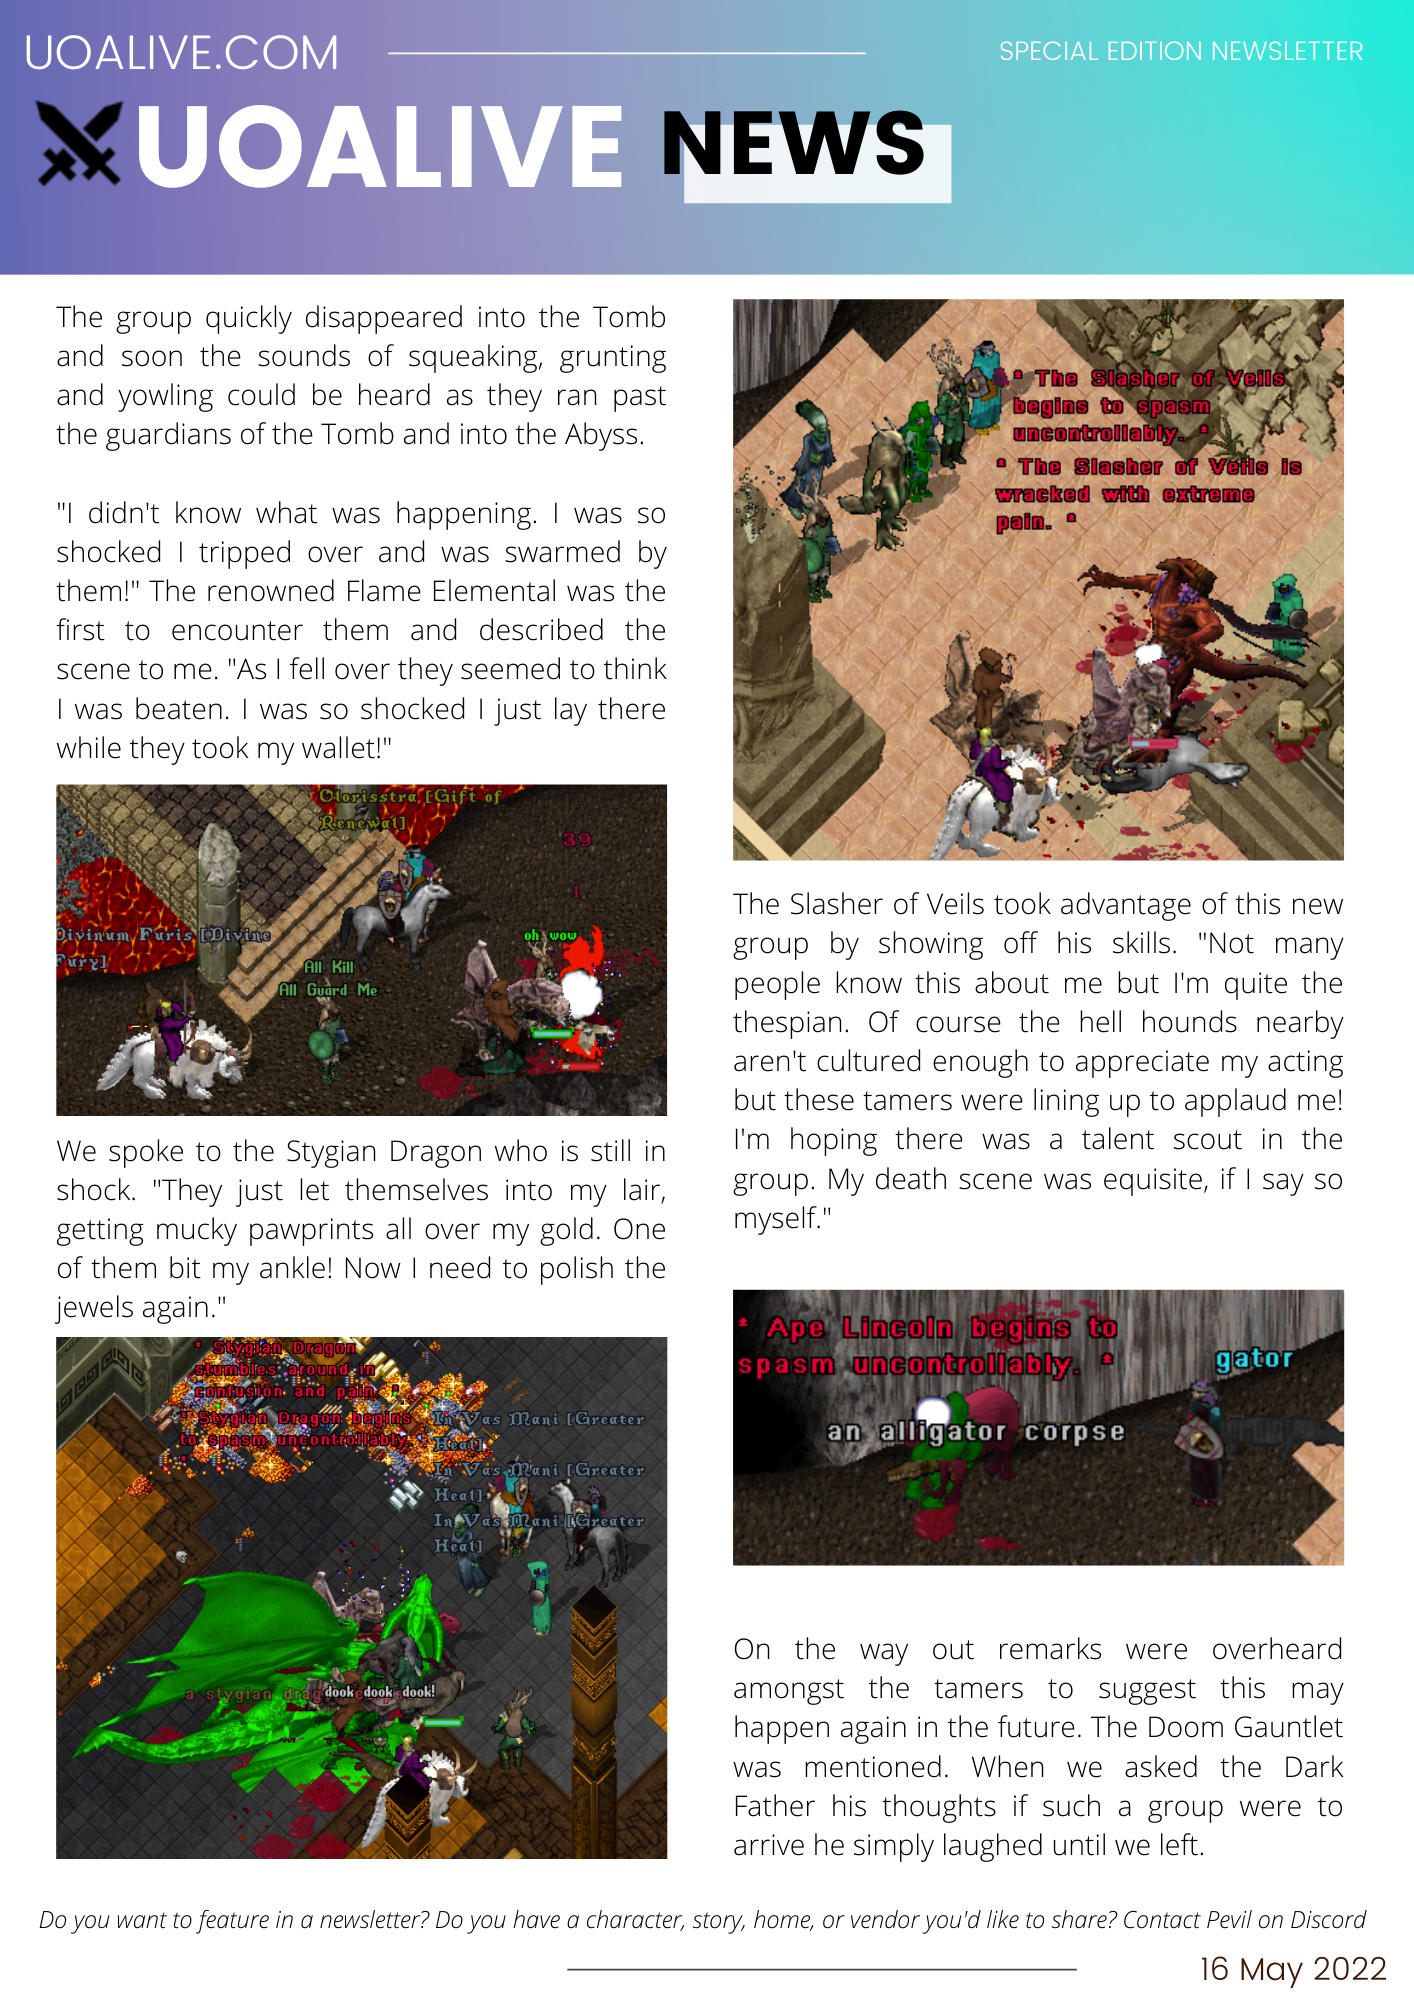 UOALIVE.COM
SPECIAL EDITION NEWSLETTER
UOALIVE NEWS
The group quickly disappeared into the Tomb
and soon the sounds of squeaking, grunting
and yowling could be heard as they ran past
the guardians of the Tomb and into the Abyss.
"I didn't know what was happening. I was so
shocked I tripped over and was swarmed by
them!" The renowned Flame Elemental was the
first to encounter them and described the
scene to me. "As I fell over they seemed to think
I was beaten. I was so shocked I just lay there
while they took my wallet!"
Olorisstra [Gift of
Renewal]
39
1
Divinum Furis [Divine
Fury]
oh wow
All Kill
All Guard Me
We spoke to the Stygian Dragon who is still in
shock. "They just let themselves into my lair,
getting mucky pawprints all over my gold. One
of them bit my ankle! Now I need to polish the
jewels again."
* Stygian Dragon
stumbles around in
confusion and pain. *
* Stygian Dragon begins
to spasm uncontrollably. *
In Vas Mani [Greater
Heal]
In Vas Mani [Greater
Heal]
In Vas Mani [Greater
Heal]
a stygian drag
dook dook dook!
* The Slasher of Veils
begins to spasm
uncontrollably. *
* The Slasher of Veils is
wracked with extreme
pain. *
The Slasher of Veils took advantage of this new
group by showing off his skills. "Not many
people know this about me but I'm quite the
thespian. Of course the hell hounds nearby
aren't cultured enough to appreciate my acting
but these tamers were lining up to applaud me!
I'm hoping there was a talent scout in the
group. My death scene was equisite, if I say so
myself."
* Ape Lincoln begins to
spasm uncontrollably. *
gator
an alligator corpse
On the way out remarks were overheard
amongst the tamers to suggest this may
happen again in the future. The Doom Gauntlet
was mentioned. When we asked the Dark
Father his thoughts if such a group were to
arrive he simply laughed until we left.
Do you want to feature in a newsletter? Do you have a character, story, home, or vendor you'd like to share? Contact Pevil on Discord
16 May 2022